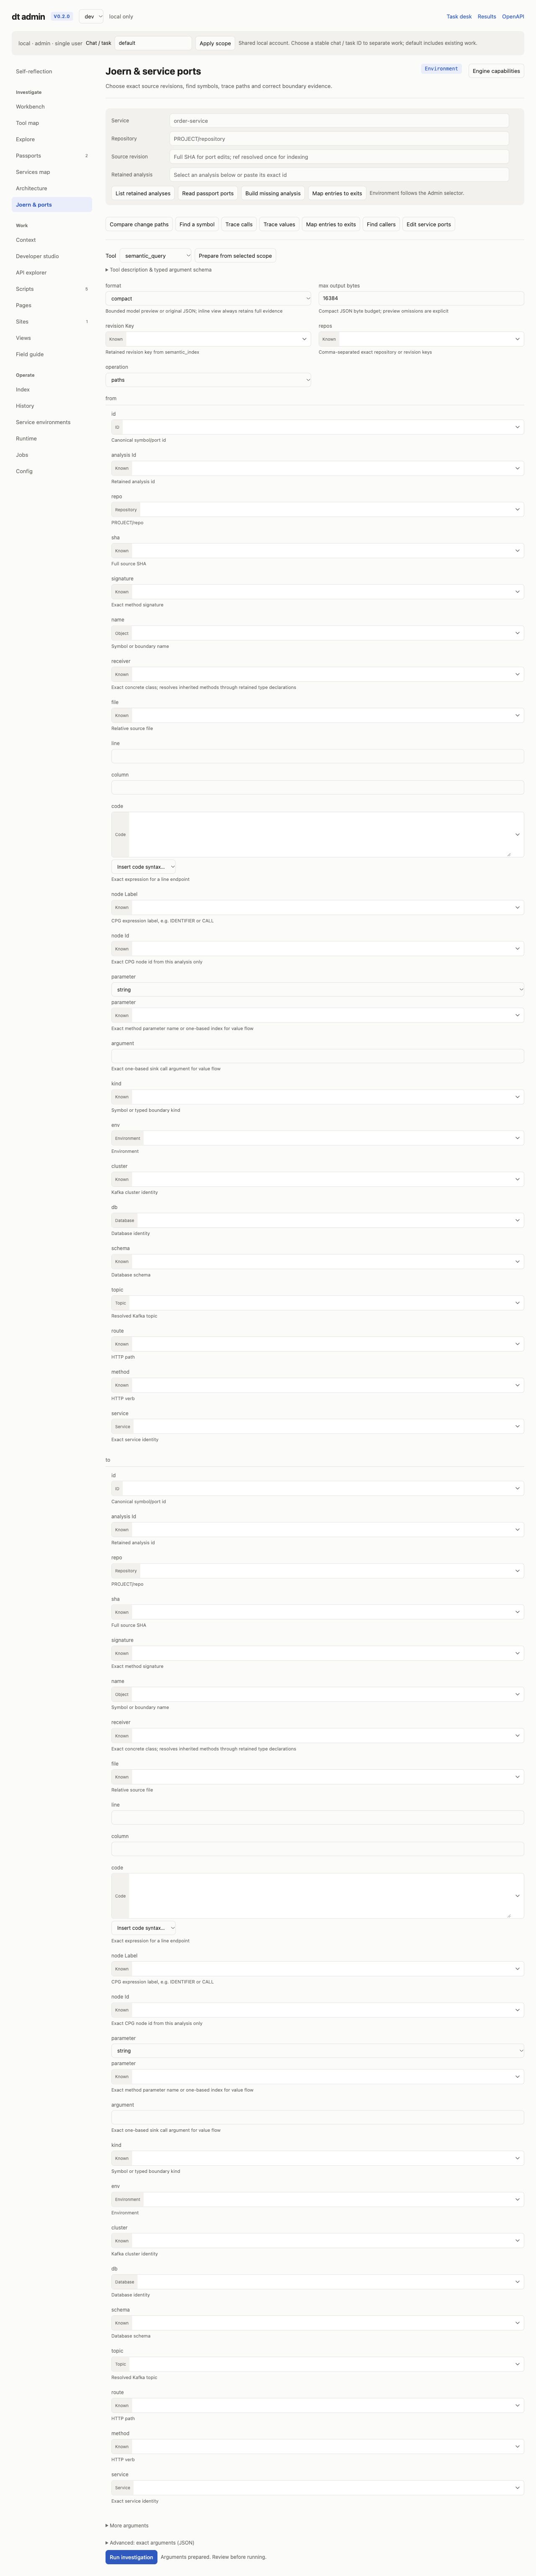 dt admin V0.2.0 dev local only Task desk Results OpenAPI
local · admin · single user Chat / task default Apply scope Shared local account. Choose a stable chat / task ID to separate work; default includes existing work.
Self-reflection
Investigate
Workbench
Tool map
Explore
Passports 2
Services map
Architecture
Joern & ports
Work
Context
Developer studio
API explorer
Scripts 5
Pages
Sites 1
Views
Field guide
Operate
Index
History
Service environments
Runtime
Jobs
Config
Joern & service ports Environment Engine capabilities
Choose exact source revisions, find symbols, trace paths and correct boundary evidence.
Service order-service
Repository PROJECT/repository
Source revision Full SHA for port edits; ref resolved once for indexing
Retained analysis Select an analysis below or paste its exact id
List retained analyses Read passport ports Build missing analysis Map entries to exits Environment follows the Admin selector.
Compare change paths Find a symbol Trace calls Trace values Map entries to exits Find callers Edit service ports
Tool semantic_query Prepare from selected scope
▸ Tool description & typed argument schema
format max output bytes
compact 16384
Bounded model preview or original JSON; inline view always retains full evidence Compact JSON byte budget; preview omissions are explicit
revision Key repos
Known Known
Retained revision key from semantic_index Comma-separated exact repository or revision keys
operation
paths
from
id
ID
Canonical symbol/port id
analysis Id
Known
Retained analysis id
repo
Repository
PROJECT/repo
sha
Known
Full source SHA
signature
Known
Exact method signature
name
Object
Symbol or boundary name
receiver
Known
Exact concrete class; resolves inherited methods through retained type declarations
file
Known
Relative source file
line
column
code
Code
Insert code syntax...
Exact expression for a line endpoint
node Label
Known
CPG expression label, e.g. IDENTIFIER or CALL
node Id
Known
Exact CPG node id from this analysis only
parameter
string
parameter
Known
Exact method parameter name or one-based index for value flow
argument
Exact one-based sink call argument for value flow
kind
Known
Symbol or typed boundary kind
env
Environment
Environment
cluster
Known
Kafka cluster identity
db
Database
Database identity
schema
Known
Database schema
topic
Topic
Resolved Kafka topic
route
Known
HTTP path
method
Known
HTTP verb
service
Service
Exact service identity
to
id
ID
Canonical symbol/port id
analysis Id
Known
Retained analysis id
repo
Repository
PROJECT/repo
sha
Known
Full source SHA
signature
Known
Exact method signature
name
Object
Symbol or boundary name
receiver
Known
Exact concrete class; resolves inherited methods through retained type declarations
file
Known
Relative source file
line
column
code
Code
Insert code syntax...
Exact expression for a line endpoint
node Label
Known
CPG expression label, e.g. IDENTIFIER or CALL
node Id
Known
Exact CPG node id from this analysis only
parameter
string
parameter
Known
Exact method parameter name or one-based index for value flow
argument
Exact one-based sink call argument for value flow
kind
Known
Symbol or typed boundary kind
env
Environment
Environment
cluster
Known
Kafka cluster identity
db
Database
Database identity
schema
Known
Database schema
topic
Topic
Resolved Kafka topic
route
Known
HTTP path
method
Known
HTTP verb
service
Service
Exact service identity
▸ More arguments
▸ Advanced: exact arguments (JSON)
Run investigation Arguments prepared. Review before running.